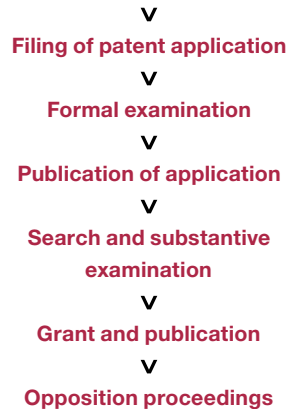 v
Filing of patent application
v
Formal examination
v
Publication of application
v
Search and substantive
examination
v
Grant and publication
v
Opposition proceedings